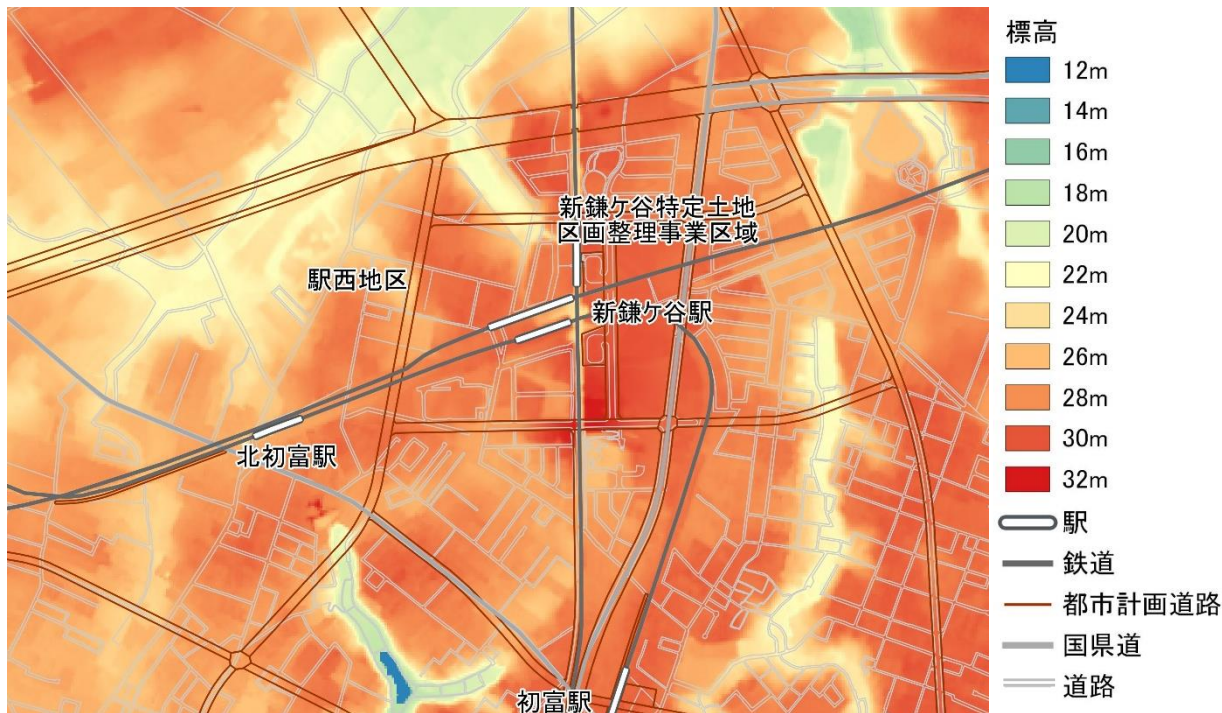 新鎌ケ谷特定土地
区画整理事業区域
駅西地区
新鎌ケ谷駅
北初富駅
初富駅
標高
12m
14m
16m
18m
20m
22m
24m
26m
28m
30m
32m
駅
鉄道
都市計画道路
国県道
道路